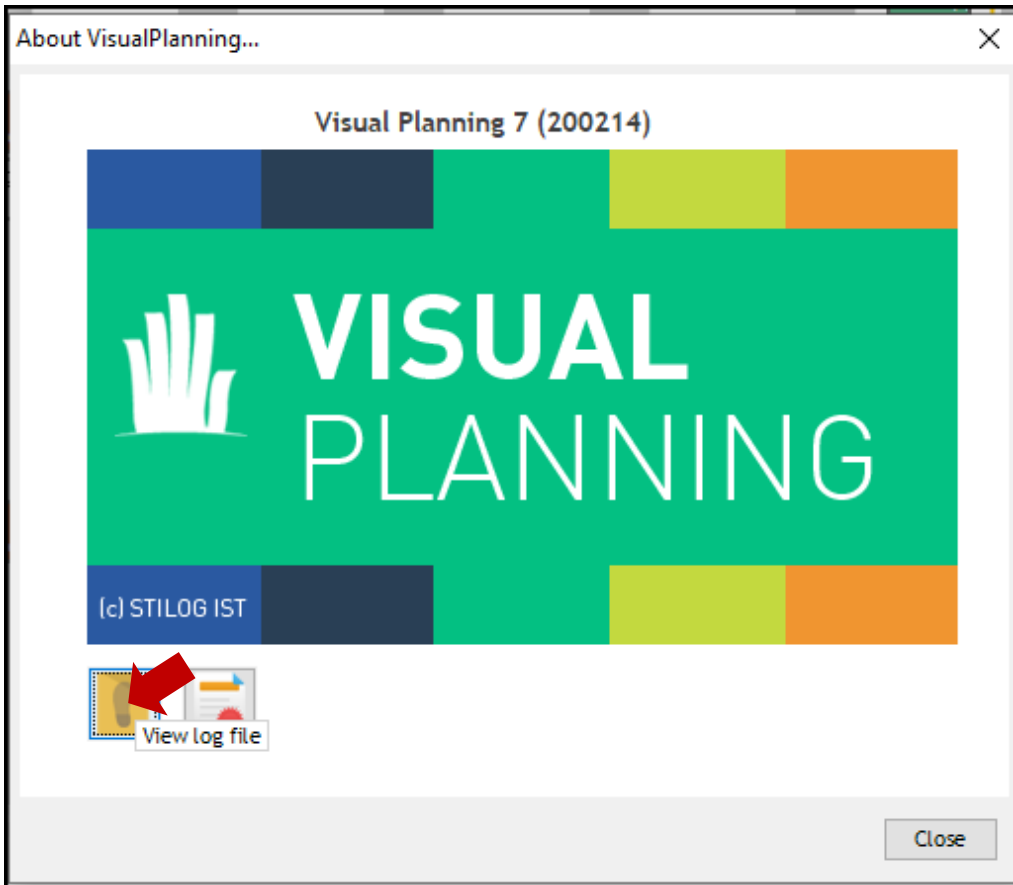 About VisualPlanning...
Visual Planning 7 (200214)
VISUAL
PLANNING
(c) STILOG IST
View log file
Close